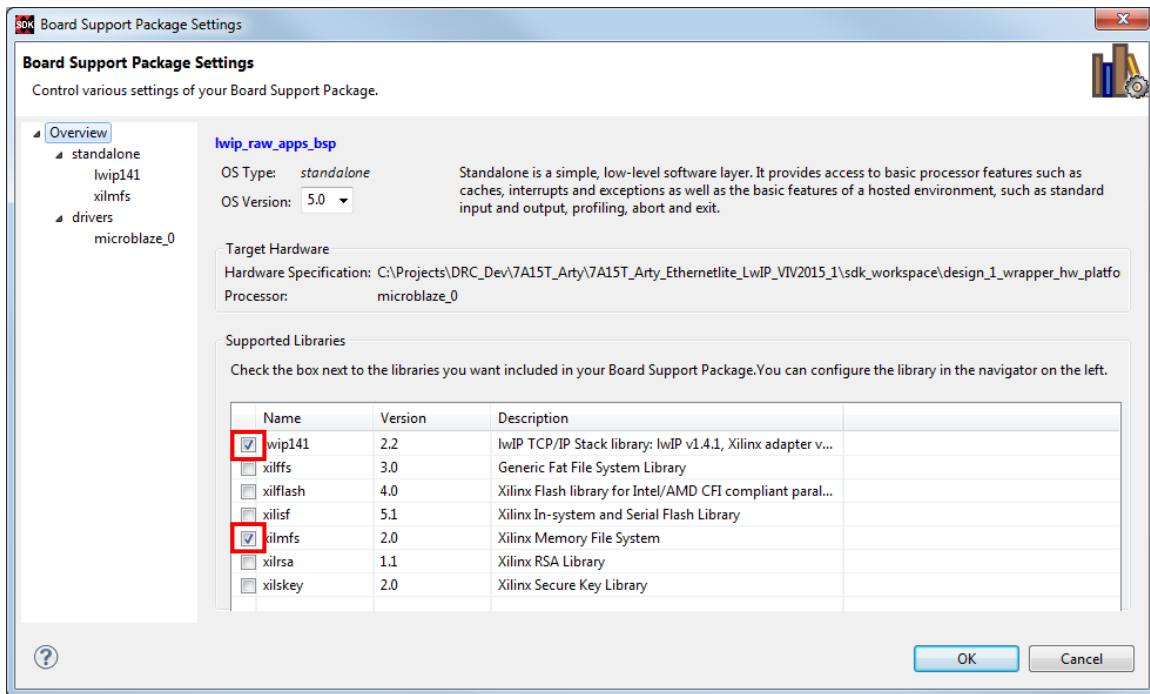 SDK Board Support Package Settings
Board Support Package Settings
Control various settings of your Board Support Package.
Overview
standalone
lwip141
xilmfs
drivers
microblaze_0
lwip_raw_apps_bsp
OS Type: standalone
OS Version: 5.0
Standalone is a simple, low-level software layer. It provides access to basic processor features such as
caches, interrupts and exceptions as well as the basic features of a hosted environment, such as standard
input and output, profiling, abort and exit.
Target Hardware
Hardware Specification: C:\Projects\DRC_Dev\7A15T_Arty\7A15T_Arty_Ethernetlite_LwIP_VIV2015_1\sdk_workspace\design_1_wrapper_hw_platfo
Processor: microblaze_0
Supported Libraries
Check the box next to the libraries you want included in your Board Support Package.You can configure the library in the navigator on the left.
Name Version Description
lwip141 2.2 lwIP TCP/IP Stack library: lwIP v1.4.1, Xilinx adapter v...
xilffs 3.0 Generic Fat File System Library
xilflash 4.0 Xilinx Flash library for Intel/AMD CFI compliant paral...
xilisf 5.1 Xilinx In-system and Serial Flash Library
xilmfs 2.0 Xilinx Memory File System
xilrsa 1.1 Xilinx RSA Library
xilskey 2.0 Xilinx Secure Key Library
?
OK Cancel